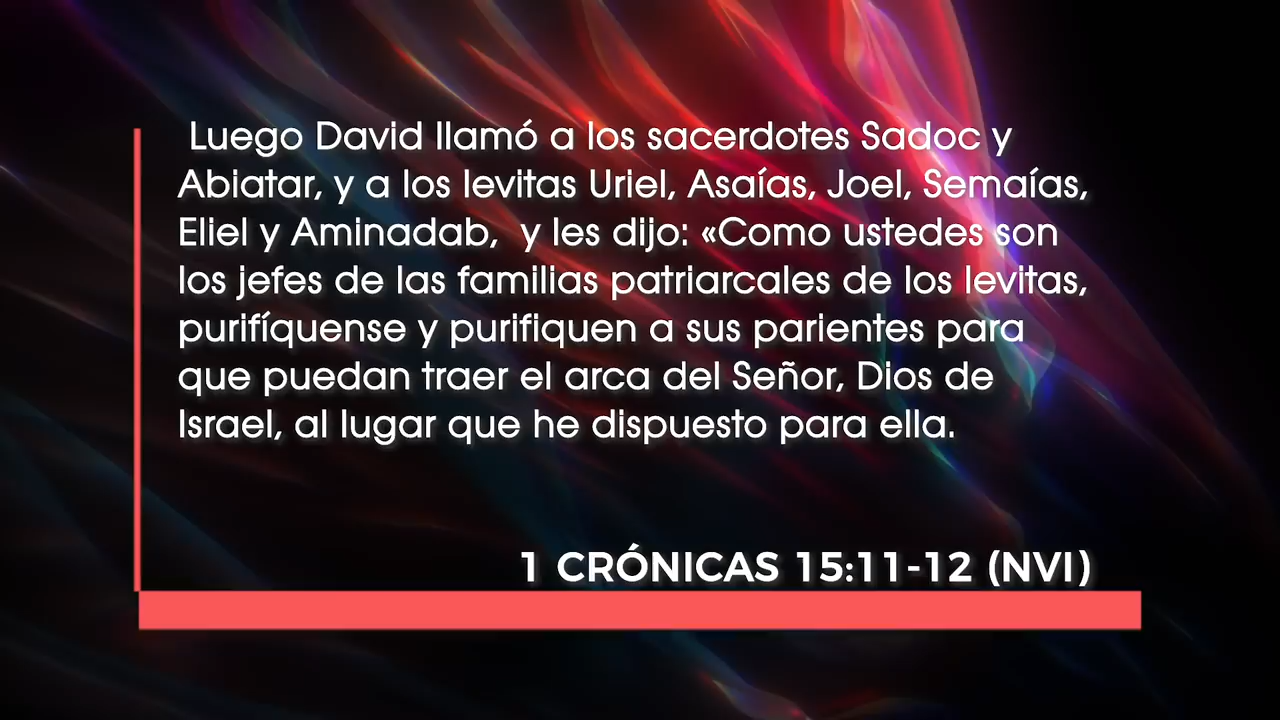 Luego David llamó a los sacerdotes Sadoc y
Abiatar, y a los levitas Uriel, Asaías, Joel, Semaías,
Eliel y Aminadab, y les dijo: «Como ustedes son
los jefes de las familias patriarcales de los levitas,
purifíquense y purifiquen a sus parientes para
que puedan traer el arca del Señor, Dios de
Israel, al lugar que he dispuesto para ella.
1 CRÓNICAS 15:11-12 (NVI)